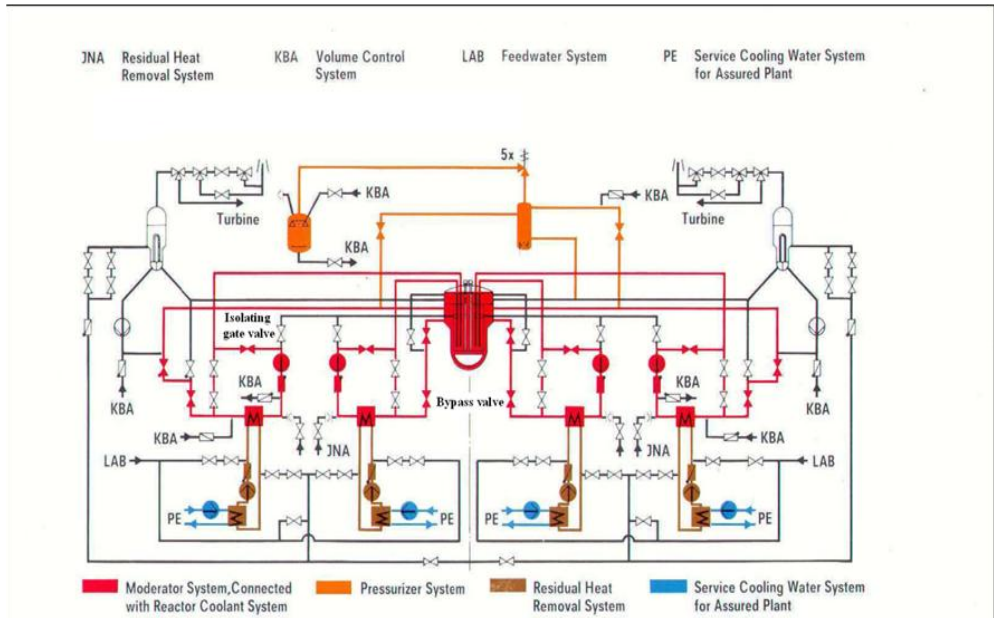 JNA Residual Heat
Removal System
KBA Volume Control
System
LAB Feedwater System
PE Service Cooling Water System
for Assured Plant
5x
KBA
KBA
Turbine
Turbine
KBA
Isolating
gate valve
KBA
KBA
Bypass valve
KBA
KBA
KBA
JNA
JNA
KBA
LAB
LAB
PE
PE
PE
PE
Moderator System,Connected
with Reactor Coolant System
Pressurizer System
Residual Heat
Removal System
Service Cooling Water System
for Assured Plant